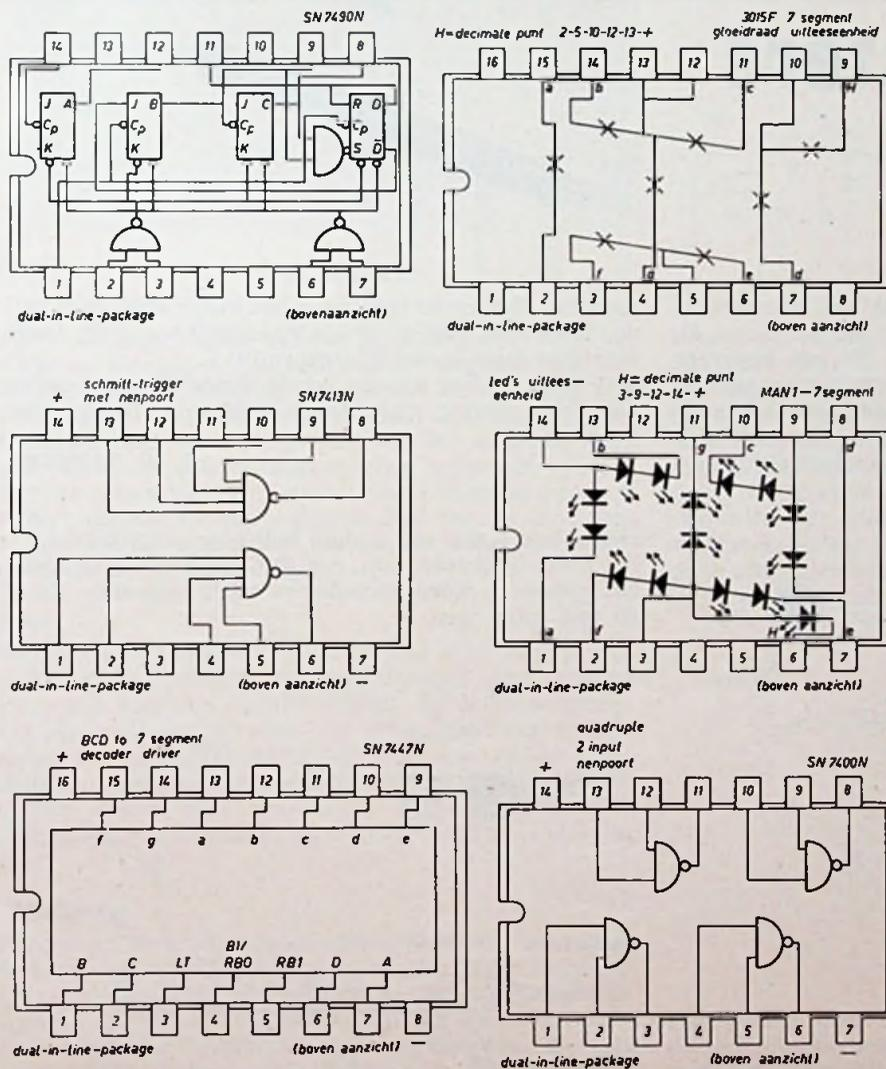 SN7490N
14 13 12 11 10 9 8
J A J B J C R D
Cp Cp Cp Cp
K K K S D̅
1 2 3 4 5 6 7
dual-in-line-package (bovenaanzicht)
H=decimale punt 2-5-10-12-13-+
3015F 7 segment
gloeidraad uitleeseenheid
16 15 14 13 12 11 10 9
a b c H
f g e d
1 2 3 4 5 6 7 8
dual-in-line-package (boven aanzicht)
schmitt-trigger
met nenpoort
SN7413N
+
14 13 12 11 10 9 8
1 2 3 4 5 6 7
dual-in-line-package (boven aanzicht) —
led's uitlees—
eenheid
H= decimale punt
3-9-12-14-+
MAN1—7segment
14 13 12 11 10 9 8
b g c d
H
a f e
1 2 3 4 5 6 7
dual-in-line-package (boven aanzicht)
BCD to 7 segment
+ decoder driver
SN7447N
16 15 14 13 12 11 10 9
f g a b c d e
B1/
B C LT RB0 RB1 D A
1 2 3 4 5 6 7 8
dual-in-line-package (boven aanzicht) —
quadruple
2 input
nenpoort
+
SN7400N
14 13 12 11 10 9 8
1 2 3 4 5 6 7
dual-in-line-package (boven aanzicht) —